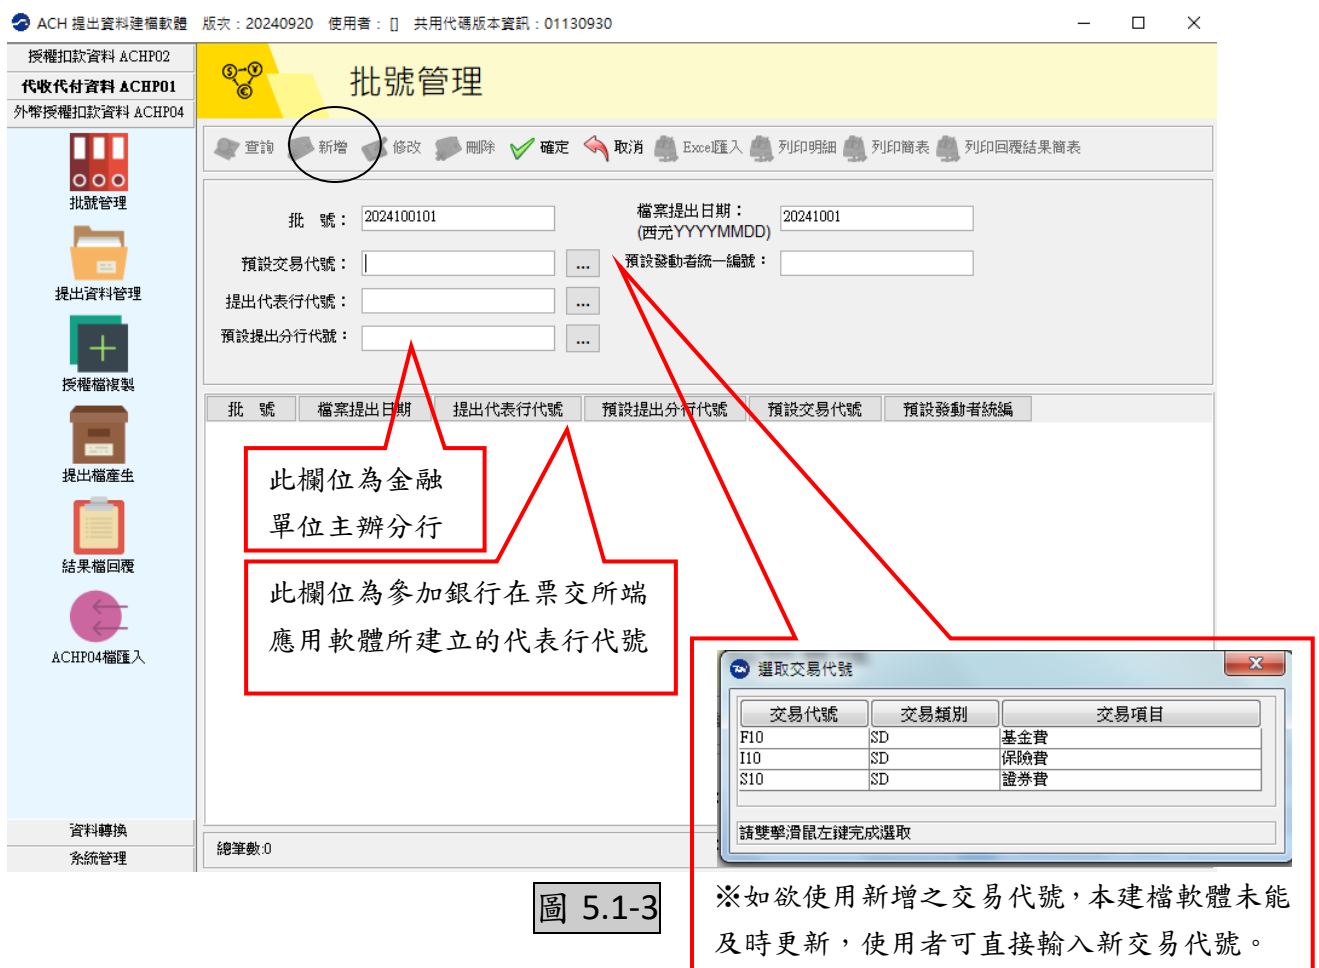 ACH 提出資料建檔軟體 版次：20240920 使用者： [] 共用代碼版本資訊：01130930
授權扣款資料 ACHP02
代收代付資料 ACHP01
外幣授權扣款資料 ACHP04
批號管理
提出資料管理
授權檔複製
提出檔產生
結果檔回覆
ACHP04檔匯入
資料轉換
系統管理
批號管理
查詢 新增 修改 刪除 確定 取消 Excel匯入 列印明細 列印簡表 列印回覆結果簡表
批 號： 2024100101
檔案提出日期：
(西元YYYYMMDD) 20241001
預設交易代號： ...
預設發動者統一編號：
提出代表行代號： ...
預設提出分行代號： ...
批 號 檔案提出日期 提出代表行代號 預設提出分行代號 預設交易代號 預設發動者統編
此欄位為金融
單位主辦分行
此欄位為參加銀行在票交所端
應用軟體所建立的代表行代號
選取交易代號
交易代號 交易類別 交易項目
F10 SD 基金費
I10 SD 保險費
S10 SD 證券費
請雙擊滑鼠左鍵完成選取
總筆數:0
※如欲使用新增之交易代號，本建檔軟體未能
及時更新，使用者可直接輸入新交易代號。
圖 5.1-3